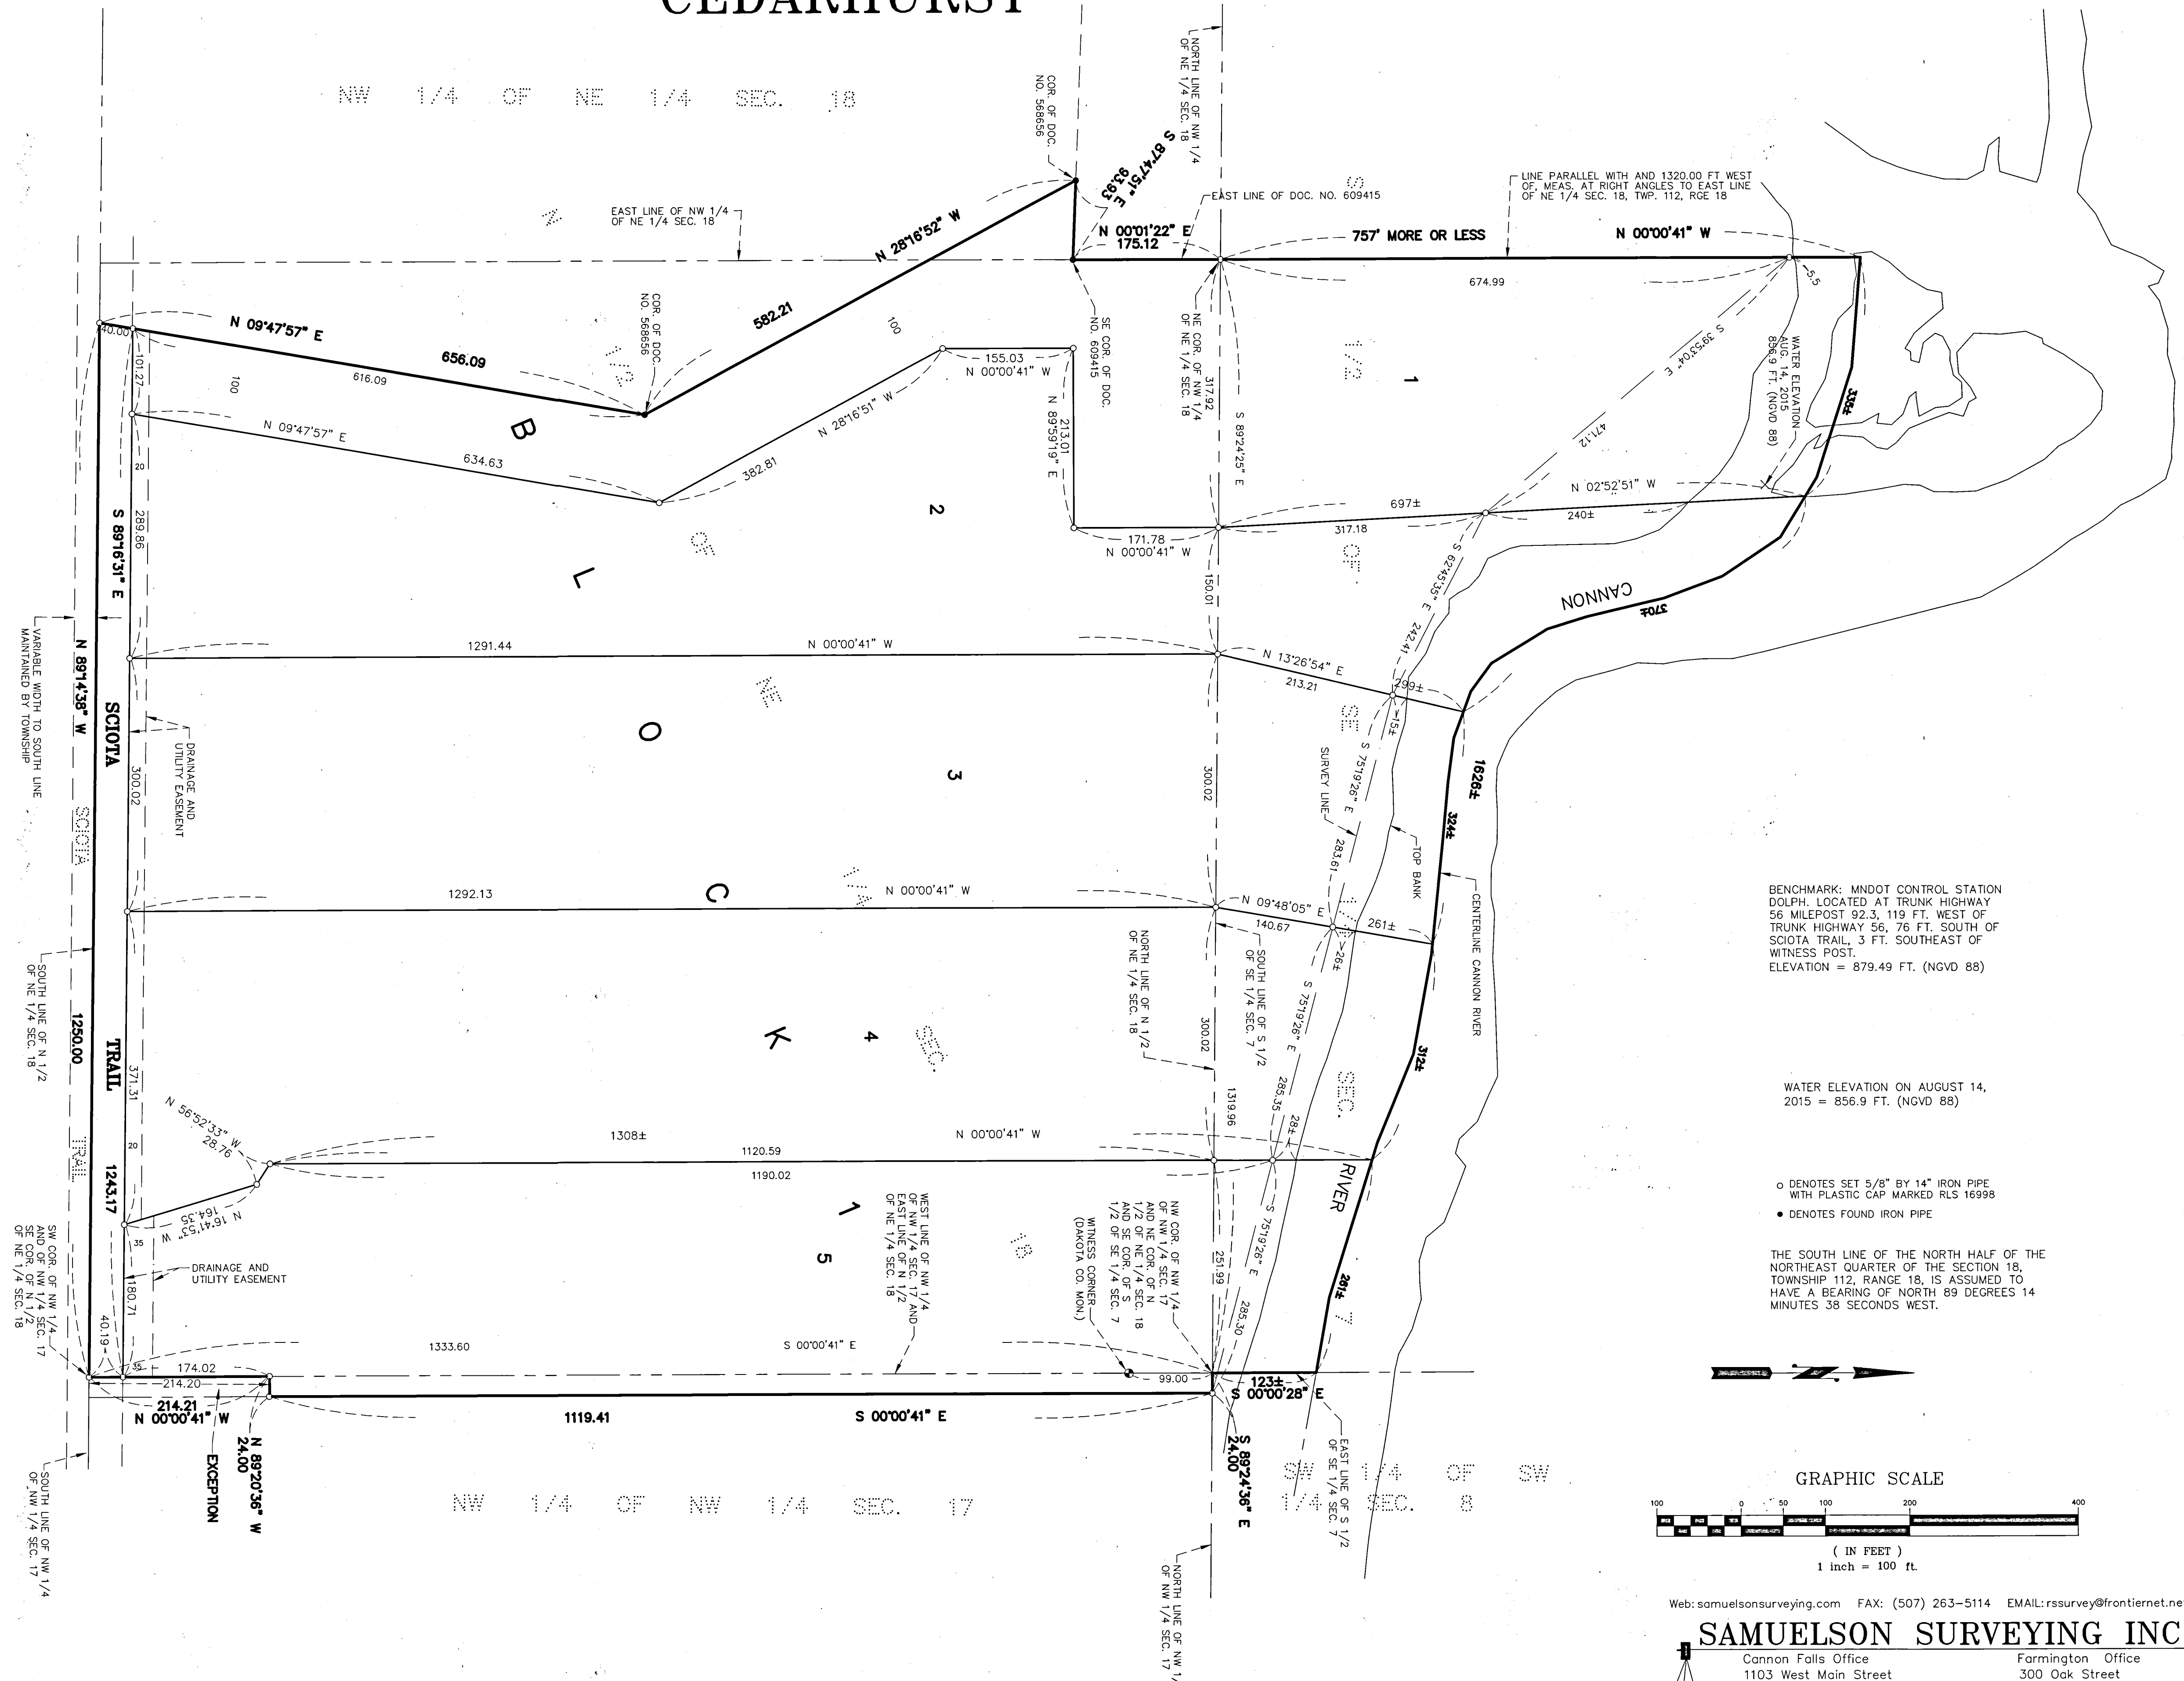 CEDARHURST
NW 1/4 OF NE 1/4 SEC. 18
COR. OF DOC.
NO. 568656
NORTH LINE OF NW 1/4
OF NE 1/4 SEC. 18
S 87°47'51" E
93.93
EAST LINE OF NW 1/4
OF NE 1/4 SEC. 18
EAST LINE OF DOC. NO. 609415
LINE PARALLEL WITH AND 1320.00 FT WEST
OF, MEAS. AT RIGHT ANGLES TO EAST LINE
OF NE 1/4 SEC. 18, TWP. 112, RGE 18
N 28°16'52" W
582.21
N 00°01'22" E
175.12
757' MORE OR LESS
N 00°00'41" W
674.99
5.5
S 39°53'04" E
471.12
WATER ELEVATION
AUG. 14, 2015
856.9 FT. (NGVD 88)
335±
40.00
N 09°47'57" E
656.09
616.09
COR. OF DOC.
NO. 568656
100
155.03
N 00°00'41" W
SE COR. OF DOC.
NO. 609415
NE COR. OF NW 1/4
OF NE 1/4 SEC. 18
317.92
S 89°24'25" E
1
101.27
100
N 09°47'57" E
634.63
N 28°16'51" W
382.81
213.01
N 89°59'19" E
171.78
N 00°00'41" W
697±
317.18
N 02°52'51" W
240±
20
S 89°16'31" E
289.86
N 1/2 OF NE 1/4 SEC. 18
S 1/2 OF SE 1/4 SEC. 7
BLOCK 1
2
150.01
S 62°45'35" E
242.41
CANNON
370±
VARIABLE WIDTH TO SOUTH LINE
MAINTAINED BY TOWNSHIP
N 89°14'38" W
1291.44
N 00°00'41" W
N 13°26'54" E
213.21
299±
15±
SCIOTA
DRAINAGE AND
UTILITY EASEMENT
300.02
SCIOTA
3
300.02
SURVEY LINE
S 75°19'26" E
283.61
TOP BANK
1626±
324±
CENTERLINE CANNON RIVER
BENCHMARK: MNDOT CONTROL STATION
DOLPH. LOCATED AT TRUNK HIGHWAY
56 MILEPOST 92.3, 119 FT. WEST OF
TRUNK HIGHWAY 56, 76 FT. SOUTH OF
SCIOTA TRAIL, 3 FT. SOUTHEAST OF
WITNESS POST.
ELEVATION = 879.49 FT. (NGVD 88)
1292.13
N 00°00'41" W
N 09°48'05" E
140.67
261±
26±
SOUTH LINE OF N 1/2
OF NE 1/4 SEC. 18
1250.00
TRAIL
371.31
4
NORTH LINE OF N 1/2
OF NE 1/4 SEC. 18
SOUTH LINE OF S 1/2
OF SE 1/4 SEC. 7
300.02
S 75°19'26" E
285.35
28±
312±
1319.96
WATER ELEVATION ON AUGUST 14,
2015 = 856.9 FT. (NGVD 88)
N 56°52'33" W
28.76
20
1308±
1120.59
N 00°00'41" W
1190.02
TRAIL
1243.17
N 16°41'53" W
164.35
35
DRAINAGE AND
UTILITY EASEMENT
180.71
SW COR. OF NW 1/4
AND OF NW 1/4 SEC. 17
SE COR. OF N 1/2
OF NE 1/4 SEC. 18
40.19
35
5
WEST LINE OF NW 1/4
OF NW 1/4 SEC. 17 AND
EAST LINE OF N 1/2
OF NE 1/4 SEC. 18
WITNESS CORNER
(DAKOTA CO. MON.)
NW COR. OF NW 1/4
OF NW 1/4 SEC. 17
AND NE COR. OF N
1/2 OF NE 1/4 SEC. 18
AND SE COR. OF S
1/2 OF SE 1/4 SEC. 7
251.99
S 75°19'26" E
285.30
RIVER
261±
DENOTES SET 5/8" BY 14" IRON PIPE
WITH PLASTIC CAP MARKED RLS 16998
DENOTES FOUND IRON PIPE
THE SOUTH LINE OF THE NORTH HALF OF THE
NORTHEAST QUARTER OF THE SECTION 18,
TOWNSHIP 112, RANGE 18, IS ASSUMED TO
HAVE A BEARING OF NORTH 89 DEGREES 14
MINUTES 38 SECONDS WEST.
174.02
214.20
214.21
N 00°00'41" W
1333.60
S 00°00'41" E
99.00
123±
S 00°00'28" E
1119.41
S 00°00'41" E
EXCEPTION
N 89°20'36" W
24.00
S 89°24'36" E
24.00
EAST LINE OF S 1/2
OF SE 1/4 SEC. 7
SOUTH LINE OF NW 1/4
OF NW 1/4 SEC. 17
NW 1/4 OF NW 1/4 SEC. 17
SW 1/4 OF SW
1/4 SEC. 8
NORTH LINE OF NW 1/
OF NW 1/4 SEC. 17
GRAPHIC SCALE
100 0 50 100 200 400
( IN FEET )
1 inch = 100 ft.
Web: samuelsonsurveying.com FAX: (507) 263-5114 EMAIL: rssurvey@frontiernet.ne
SAMUELSON SURVEYING INC
Cannon Falls Office Farmington Office
1103 West Main Street 300 Oak Street